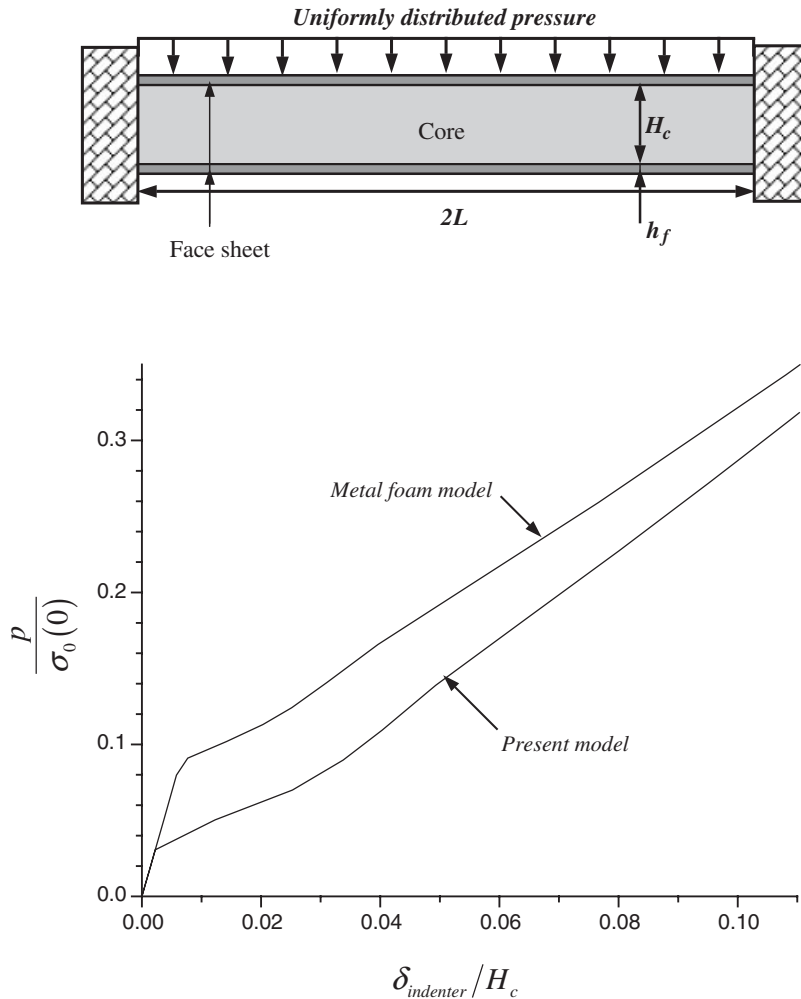 Uniformly distributed pressure
Core
H_c
2L
h_f
Face sheet
0.3
0.2
0.1
0.0
p/σ_0(0)
Metal foam model
Present model
0.00 0.02 0.04 0.06 0.08 0.10
δ_indenter/H_c